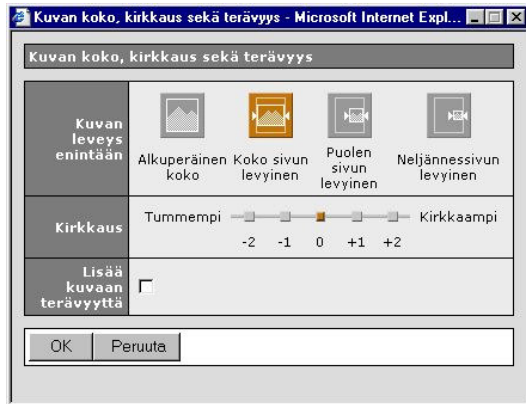 Kuvan koko, kirkkaus sekä terävyys - Microsoft Internet Expl...
Kuvan koko, kirkkaus sekä terävyys
Kuvan
leveys
enintään
Alkuperäinen
koko
Koko sivun
levyinen
Puolen
sivun
levyinen
Neljännessivun
levyinen
Kirkkaus
Tummempi
Kirkkaampi
-2 -1 0 +1 +2
Lisää
kuvaan
terävyyttä
OK Peruuta